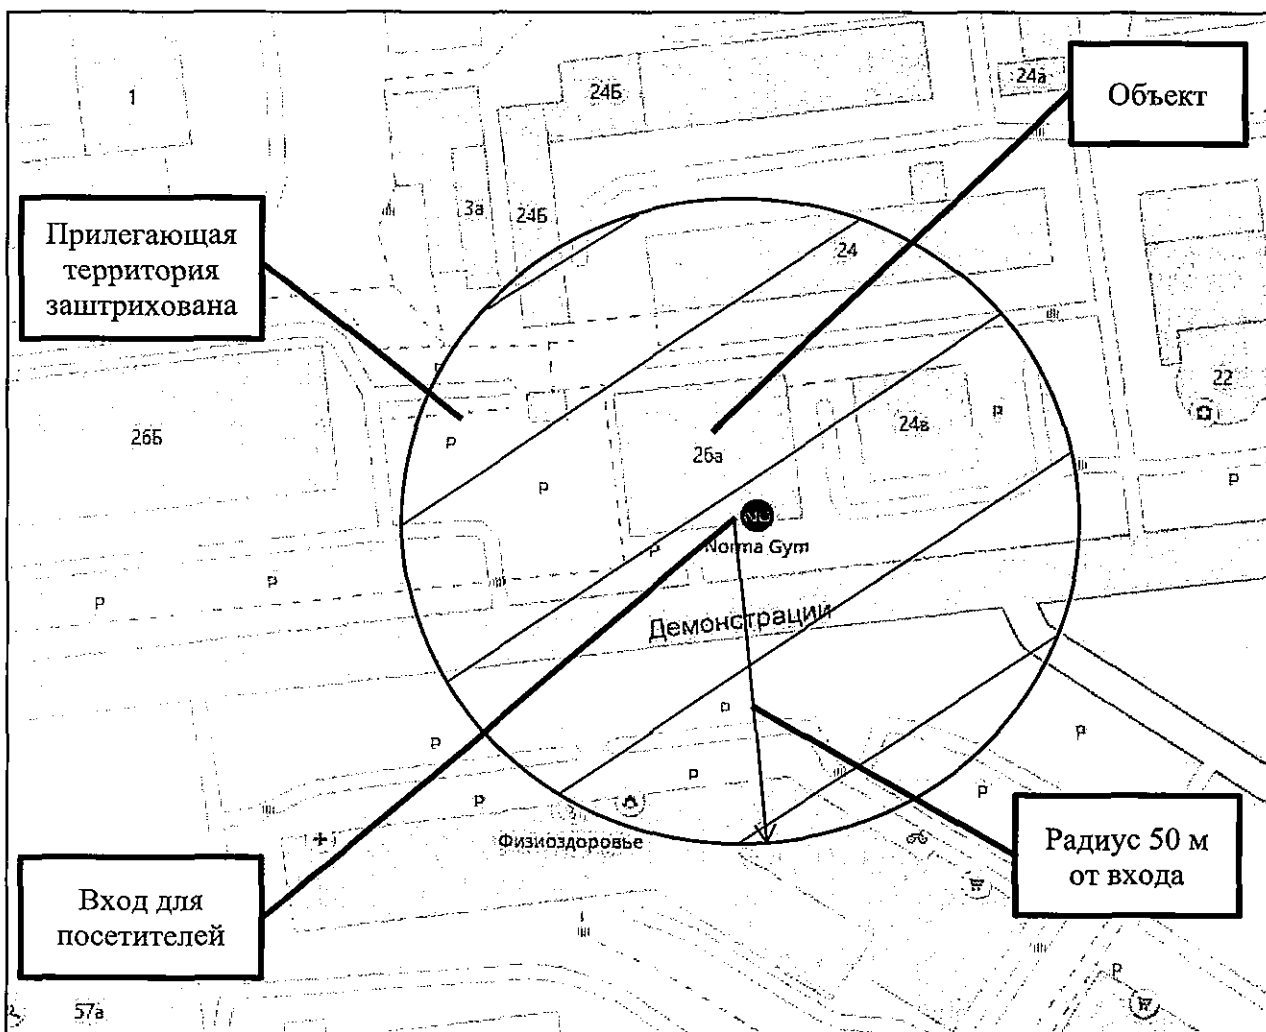 1
24Б
24а
Объект
Прилегающая
территория
заштрихована
3а
24Б
24
22
26Б
P
26а
24в
P
P
P
P
Norma Gym
P
P
Демонстрации
P
P
P
P
P
P
Физиоздоровье
Радиус 50 м
от входа
Вход для
посетителей
P
57а